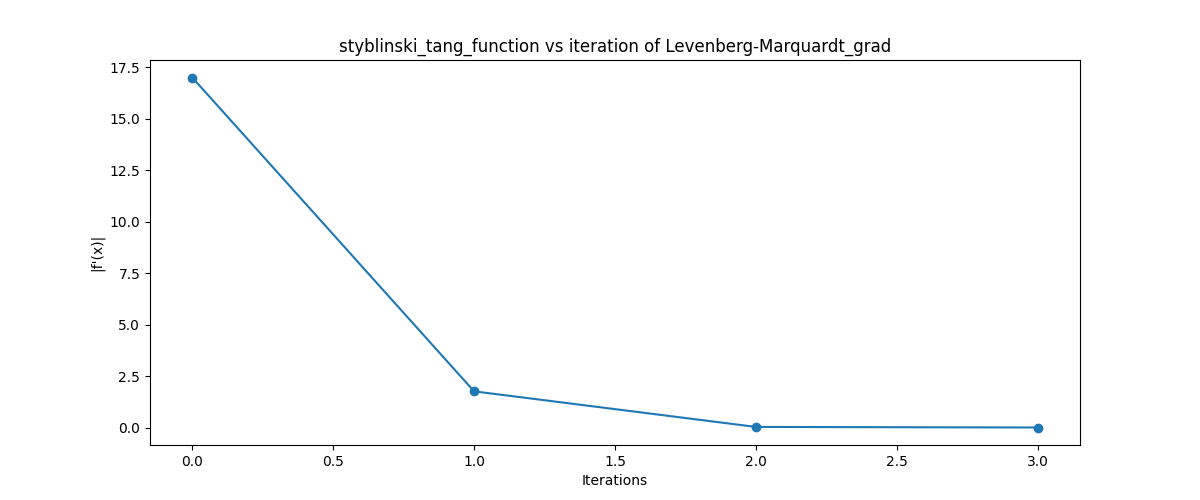 styblinski_tang_function vs iteration of Levenberg-Marquardt_grad
17.5
15.0
12.5
10.0
7.5
5.0
2.5
0.0
|f'(x)|
0.0 0.5 1.0 1.5 2.0 2.5 3.0
Iterations